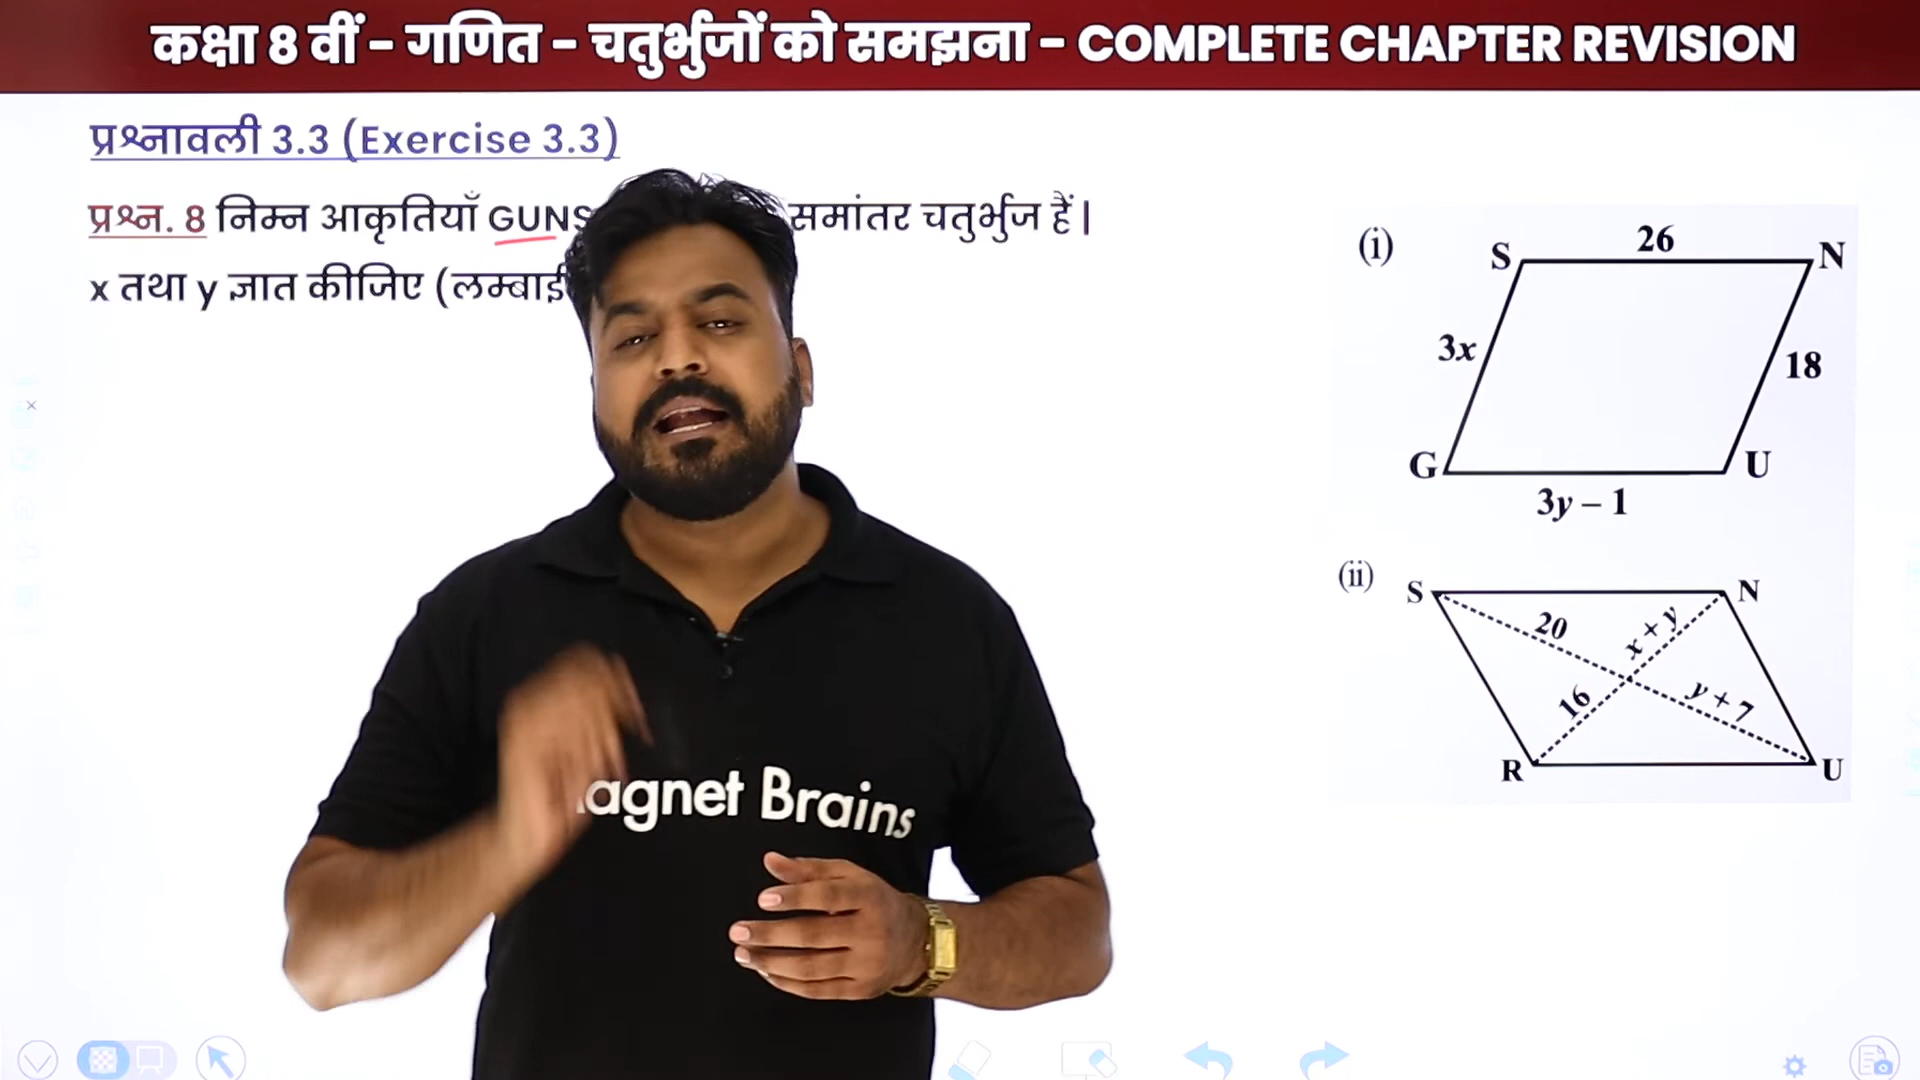 कक्षा 8 वीं - गणित - चतुर्भुजों को समझना - COMPLETE CHAPTER REVISION
प्रश्नावली 3.3 (Exercise 3.3)
प्रश्न. 8 निम्न आकृतियाँ GUNS समांतर चतुर्भुज हैं |
x तथा y ज्ञात कीजिए (लम्बाई
(i)
S 26 N
3x 18
G U
3y – 1
(ii)
S N
20 x + y
16 y + 7
R U
agnet Brains